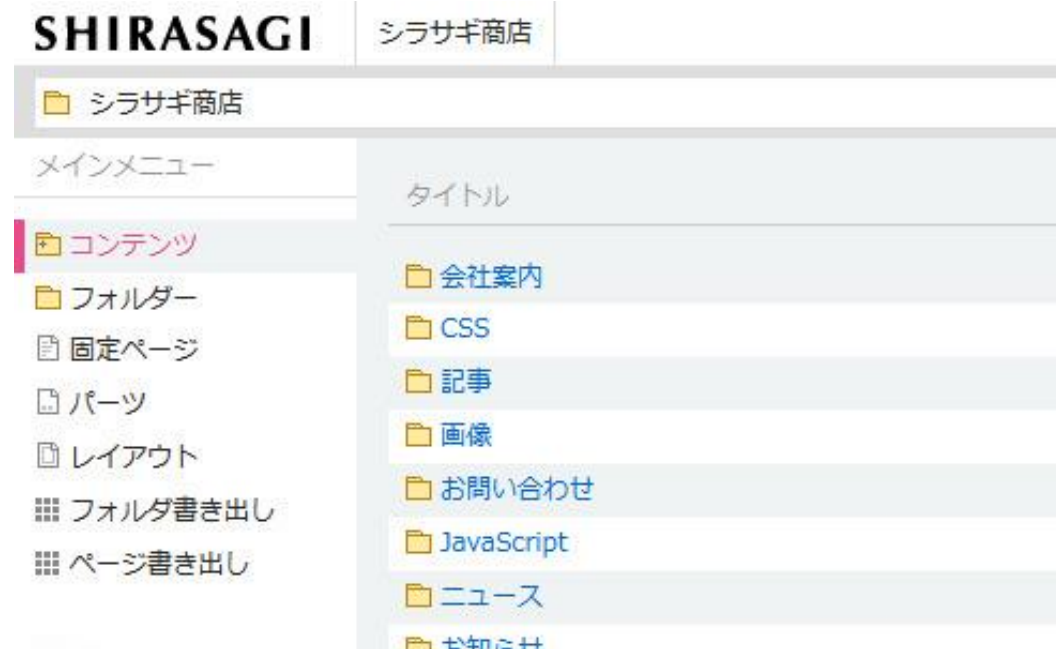 SHIRASAGI シラサギ商店
シラサギ商店
メインメニュー
コンテンツ
フォルダー
固定ページ
パーツ
レイアウト
フォルダ書き出し
ページ書き出し
タイトル
会社案内
CSS
記事
画像
お問い合わせ
JavaScript
ニュース
お知らせ